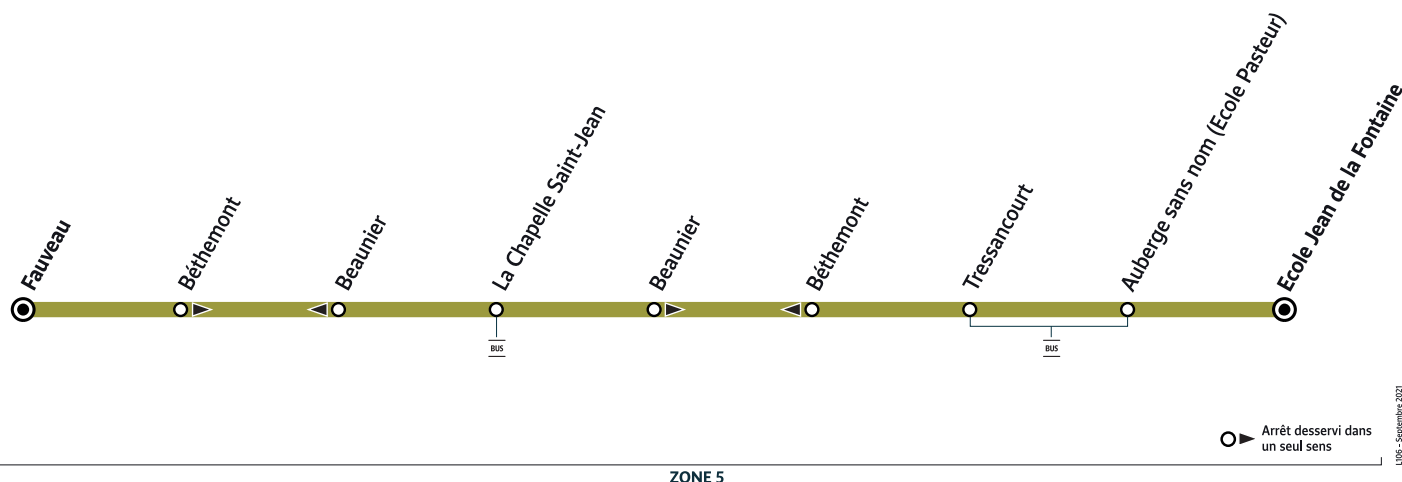 Fauveau
Béthemont
Beaunier
La Chapelle Saint-Jean
Beaunier
Béthemont
Tressancourt
Auberge sans nom (Ecole Pasteur)
Ecole Jean de la Fontaine
BUS
BUS
Arrêt desservi dans
un seul sens
L106 – Septembre 2021
ZONE 5